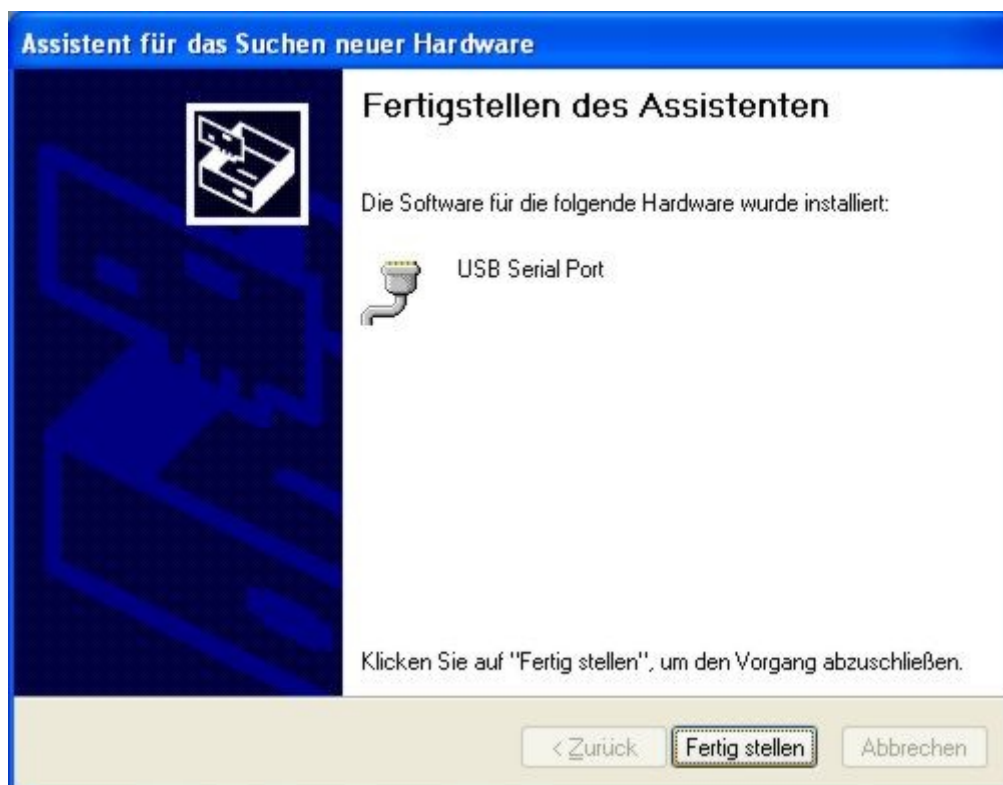 Assistent für das Suchen neuer Hardware
Fertigstellen des Assistenten
Die Software für die folgende Hardware wurde installiert:
USB Serial Port
Klicken Sie auf "Fertig stellen", um den Vorgang abzuschließen.
< Zurück Fertig stellen Abbrechen